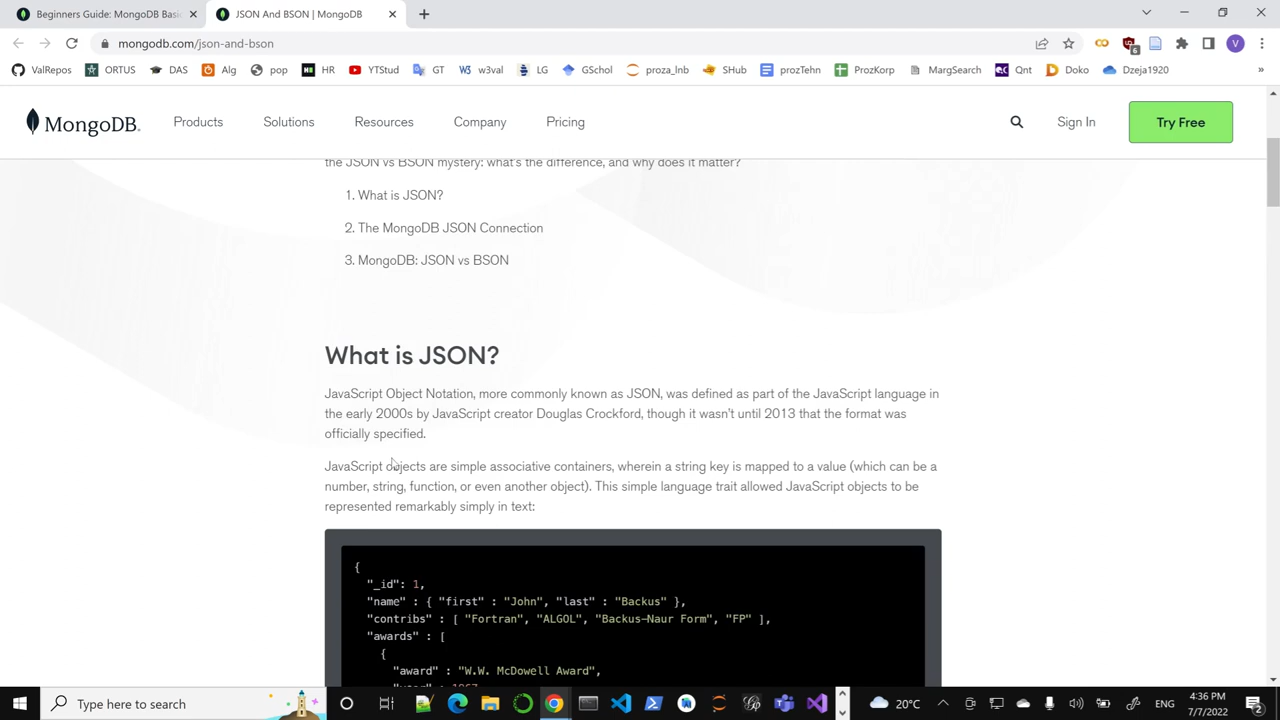 Beginners Guide: MongoDB Basi
JSON And BSON | MongoDB
mongodb.com/json-and-bson
6
V
ValRepos
ORTUS
DAS
Alg
pop
HR
YTStud
GT
w3val
LG
GSchol
proza_lnb
SHub
prozTehn
ProzKorp
MargSearch
Qnt
Doko
Dzeja1920
»
MongoDB.
Products
Solutions
Resources
Company
Pricing
Sign In
Try Free
the JSON vs BSON mystery: what's the difference, and why does it matter?
1. What is JSON?
2. The MongoDB JSON Connection
3. MongoDB: JSON vs BSON
What is JSON?
JavaScript Object Notation, more commonly known as JSON, was defined as part of the JavaScript language in
the early 2000s by JavaScript creator Douglas Crockford, though it wasn't until 2013 that the format was
officially specified.
JavaScript objects are simple associative containers, wherein a string key is mapped to a value (which can be a
number, string, function, or even another object). This simple language trait allowed JavaScript objects to be
represented remarkably simply in text:
{
"_id": 1,
"name" : { "first" : "John", "last" : "Backus" },
"contribs" : [ "Fortran", "ALGOL", "Backus-Naur Form", "FP" ],
"awards" : [
{
"award" : "W.W. McDowell Award",
Type here to search
20°C
ENG
4:36 PM
7/7/2022
2